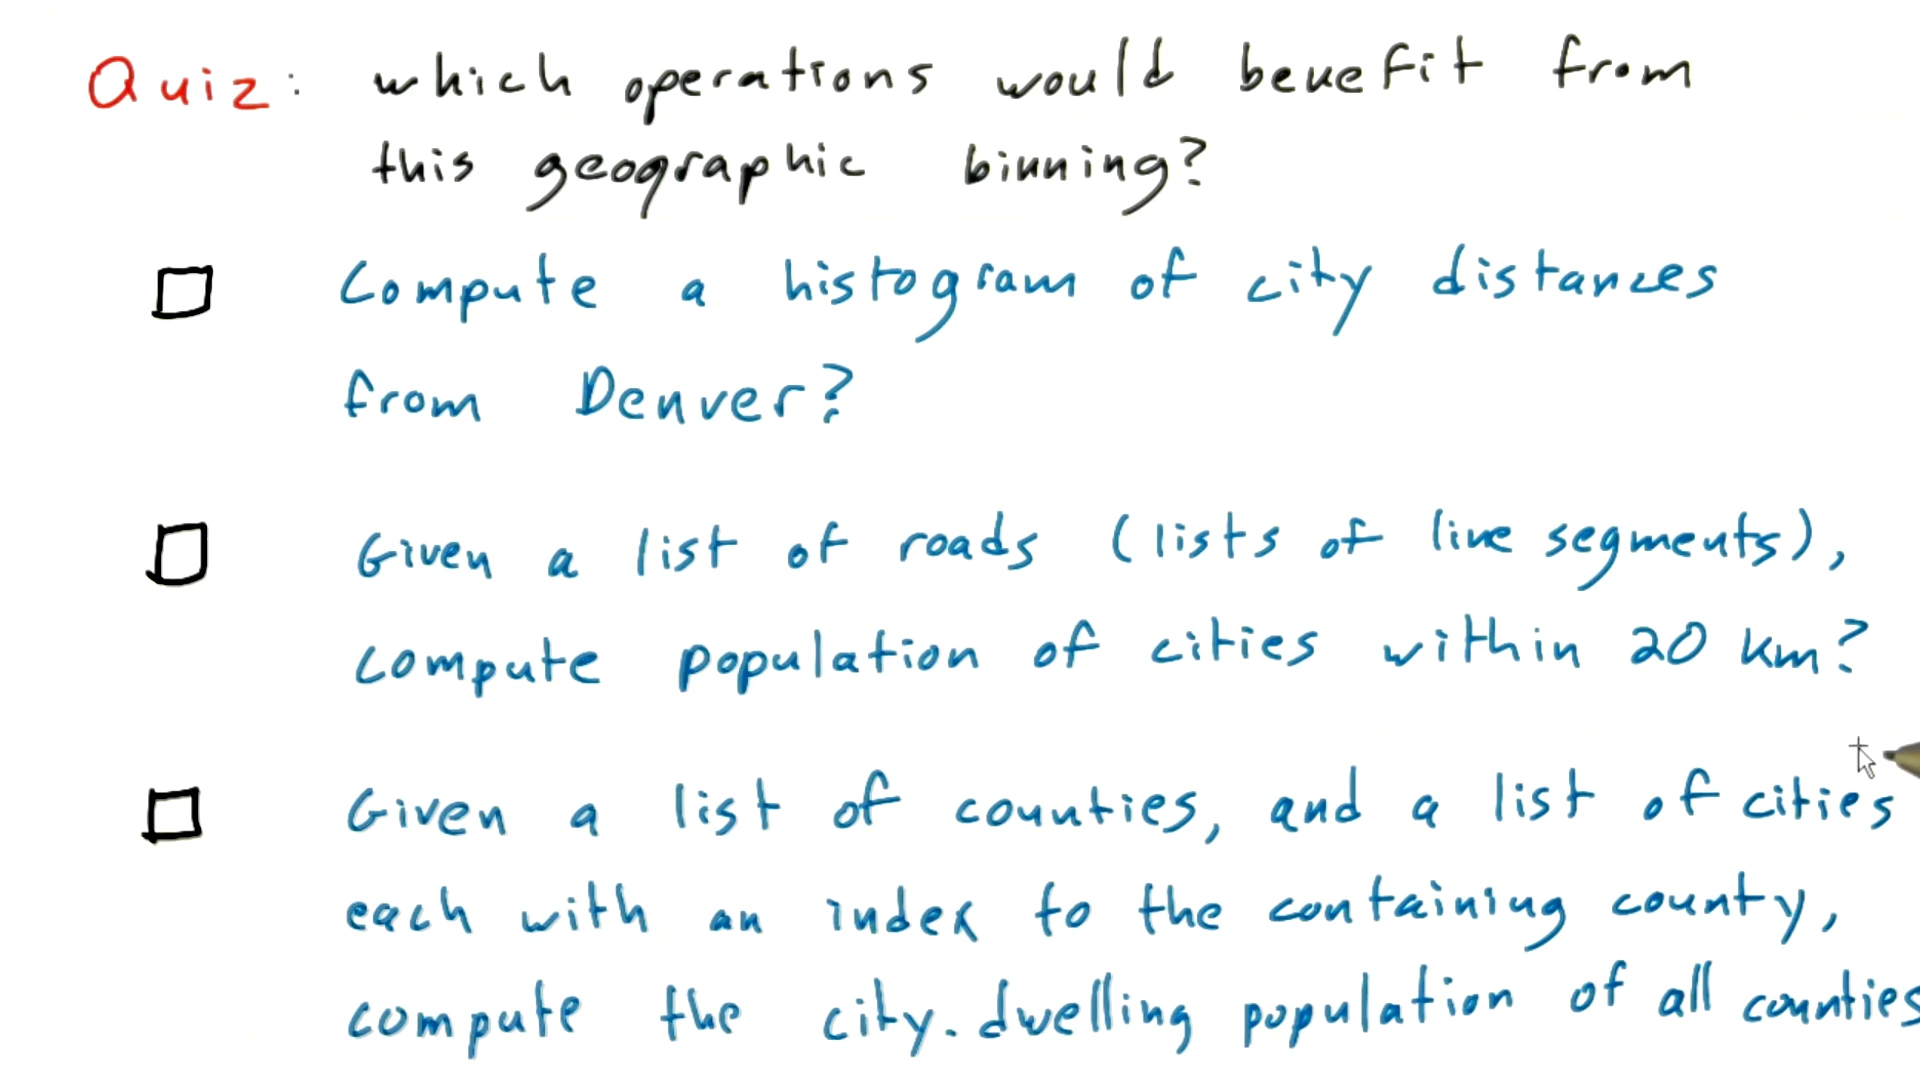 Quiz: which operations would benefit from
this geographic binning?
Compute a histogram of city distances
from Denver?
Given a list of roads (lists of line segments),
compute population of cities within 20 km?
Given a list of counties, and a list of cities
each with an index to the containing county,
compute the city-dwelling population of all counties